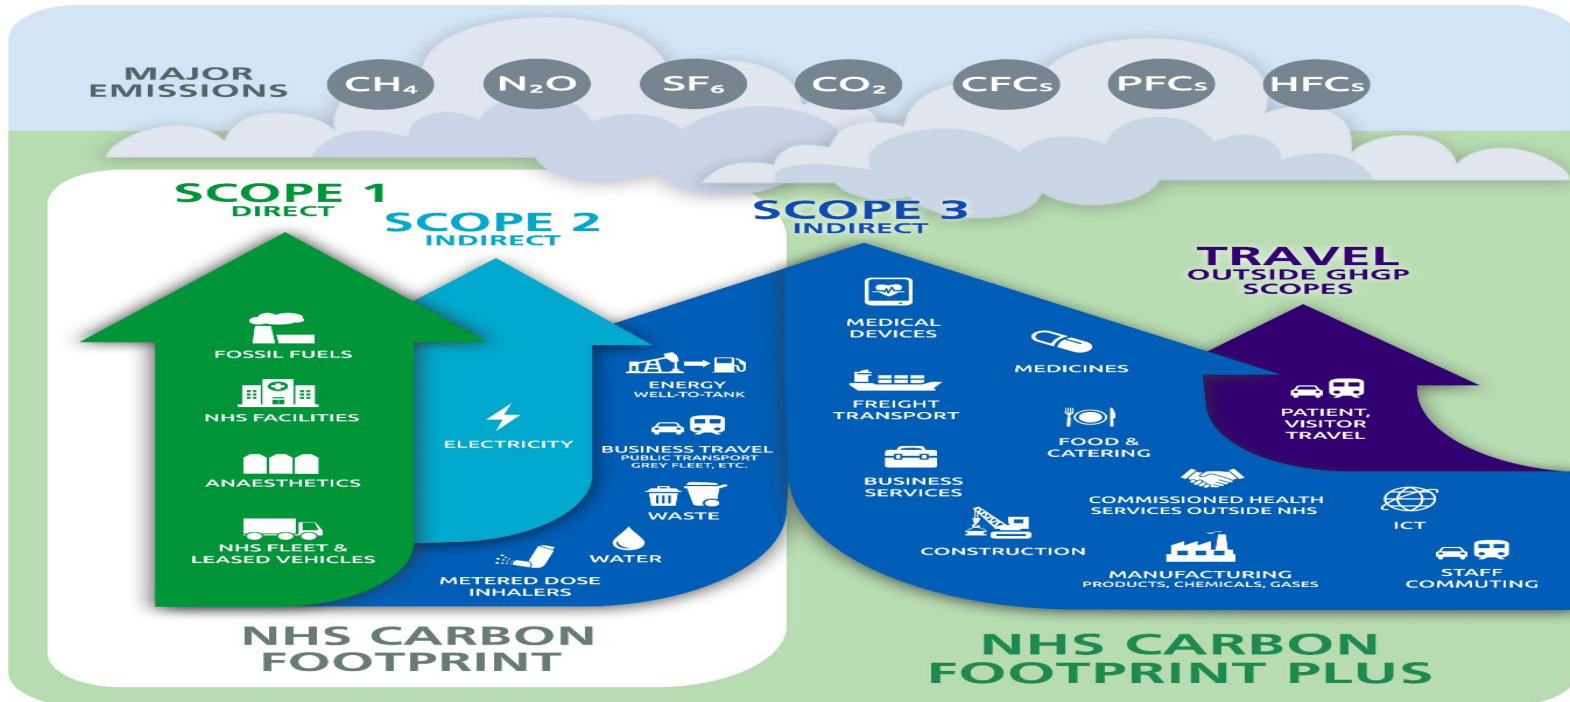 MAJOR
EMISSIONS
CH₄
N₂O
SF₆
CO₂
CFCs
PFCs
HFCs
SCOPE 1
DIRECT
FOSSIL FUELS
NHS FACILITIES
ANAESTHETICS
NHS FLEET &
LEASED VEHICLES
SCOPE 2
INDIRECT
ELECTRICITY
SCOPE 3
INDIRECT
ENERGY
WELL-TO-TANK
BUSINESS TRAVEL
PUBLIC TRANSPORT
GREY FLEET, ETC.
WASTE
WATER
METERED DOSE
INHALERS
MEDICAL
DEVICES
MEDICINES
FREIGHT
TRANSPORT
FOOD &
CATERING
BUSINESS
SERVICES
COMMISSIONED HEALTH
SERVICES OUTSIDE NHS
ICT
CONSTRUCTION
MANUFACTURING
PRODUCTS, CHEMICALS, GASES
STAFF
COMMUTING
TRAVEL
OUTSIDE GHGP
SCOPES
PATIENT,
VISITOR
TRAVEL
NHS CARBON
FOOTPRINT
NHS CARBON
FOOTPRINT PLUS